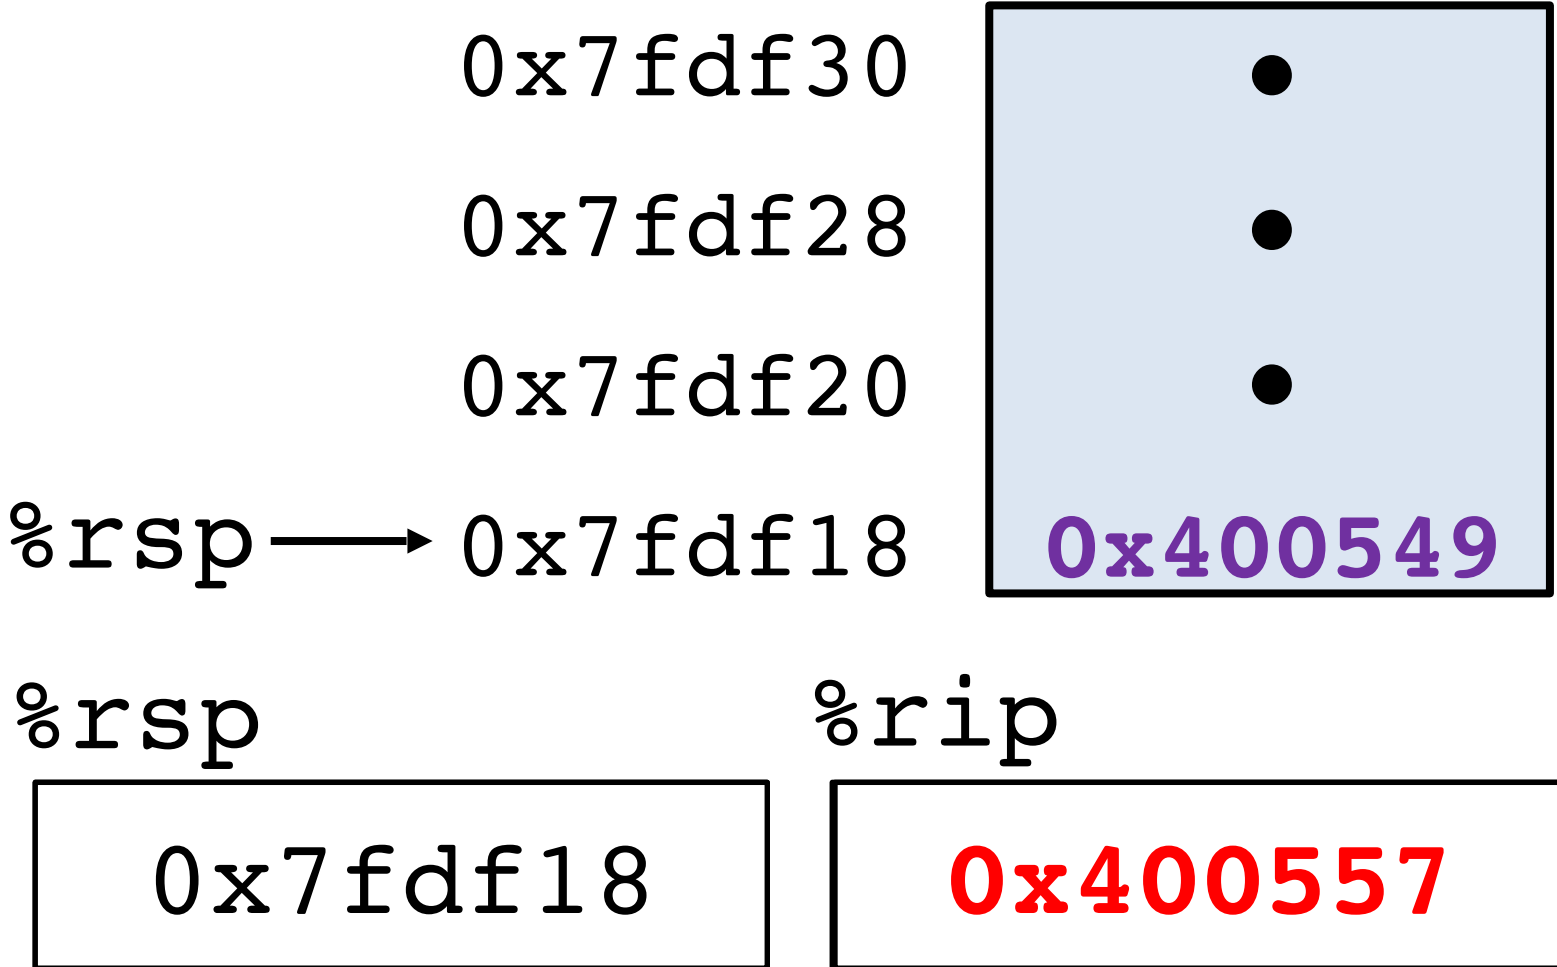 0x7fdf30
0x7fdf28
0x7fdf20
%rsp 0x7fdf18 0x400549
%rsp %rip
0x7fdf18 0x400557